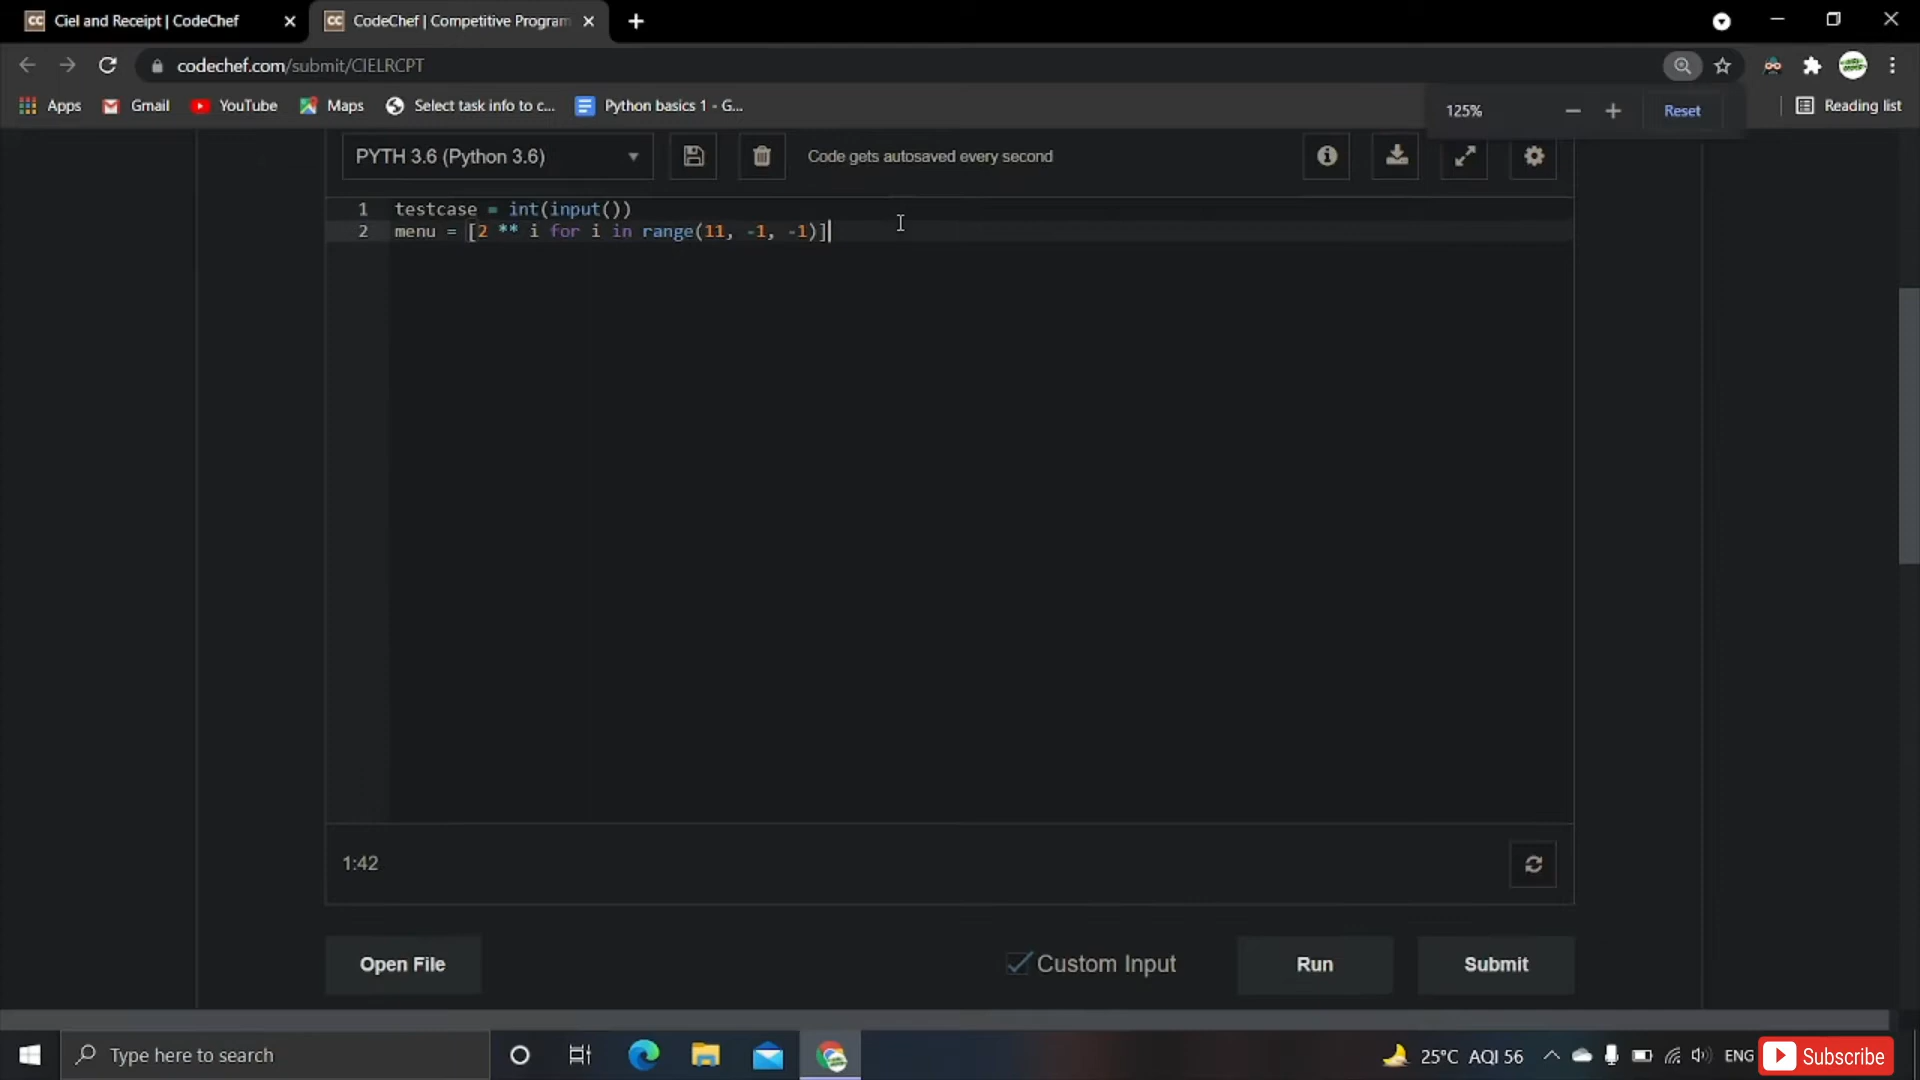 Ciel and Receipt | CodeChef
CodeChef | Competitive Program
codechef.com/submit/CIELRCPT
Apps
Gmail
YouTube
Maps
Select task info to c...
Python basics 1 - G...
125%
Reset
Reading list
PYTH 3.6 (Python 3.6)
Code gets autosaved every second
1 testcase = int(input())
2 menu = [2 ** i for i in range(11, -1, -1)]
1:42
Open File
Custom Input
Run
Submit
Type here to search
25°C AQI 56
ENG
Subscribe